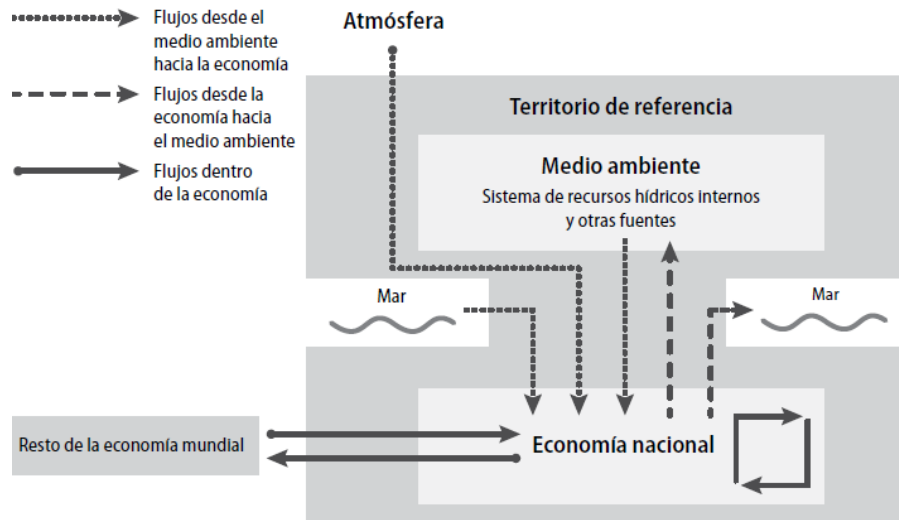 Flujos desde el
medio ambiente
hacia la economía
Flujos desde la
economía hacia
el medio ambiente
Flujos dentro
de la economía
Atmósfera
Territorio de referencia
Medio ambiente
Sistema de recursos hídricos internos
y otras fuentes
Mar
Mar
Resto de la economía mundial
Economía nacional